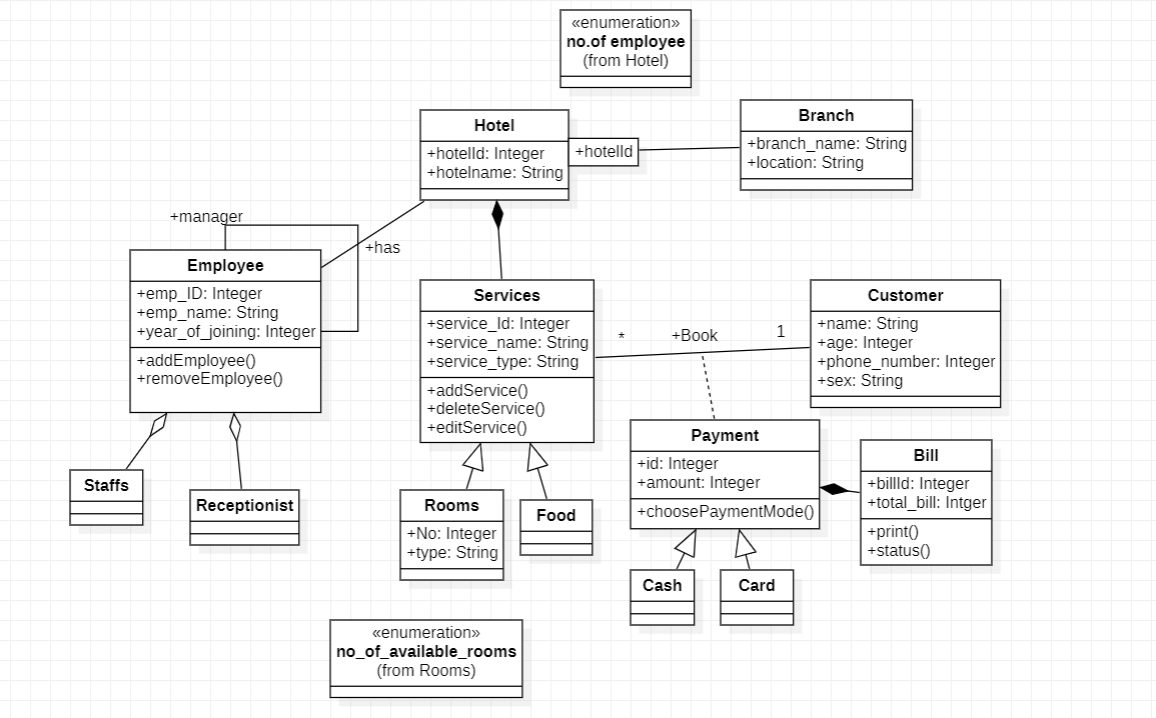 «enumeration»
no.of employee
(from Hotel)
Hotel
+hotelId: Integer
+hotelname: String
+hotelId
Branch
+branch_name: String
+location: String
+manager
+has
Employee
+emp_ID: Integer
+emp_name: String
+year_of_joining: Integer
+addEmployee()
+removeEmployee()
Services
+service_Id: Integer
+service_name: String
+service_type: String
+addService()
+deleteService()
+editService()
*
+Book
1
Customer
+name: String
+age: Integer
+phone_number: Integer
+sex: String
Staffs
Receptionist
Rooms
+No: Integer
+type: String
Food
Payment
+id: Integer
+amount: Integer
+choosePaymentMode()
Bill
+billId: Integer
+total_bill: Intger
+print()
+status()
Cash
Card
«enumeration»
no_of_available_rooms
(from Rooms)